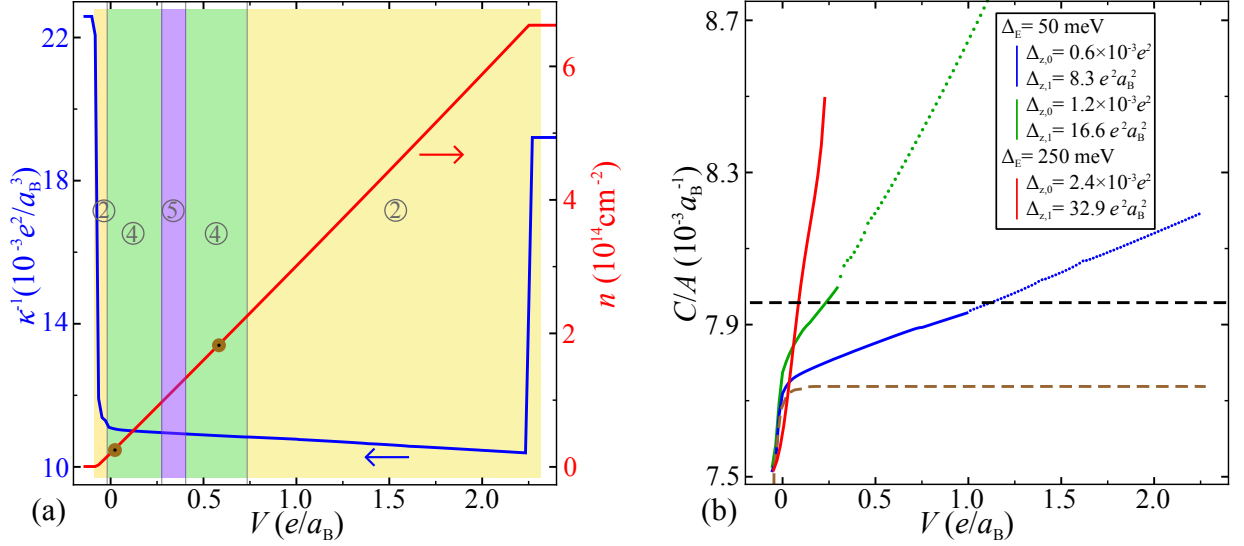 22
18
14
10
κ⁻¹(10⁻³e²/a_B³)
② ④ ⑤ ④ ②
6
4
2
0
n (10¹⁴cm⁻²)
0 0.5 1.0 1.5 2.0
(a) V (e/a_B)
8.7
8.3
7.9
7.5
C/A (10⁻³a_B⁻¹)
Δ_E= 50 meV
Δ_z,0= 0.6×10⁻³e²
Δ_z,1= 8.3 e²a_B²
Δ_z,0= 1.2×10⁻³e²
Δ_z,1= 16.6 e²a_B²
Δ_E= 250 meV
Δ_z,0= 2.4×10⁻³e²
Δ_z,1= 32.9 e²a_B²
0 0.5 1.0 1.5 2.0
(b) V (e/a_B)